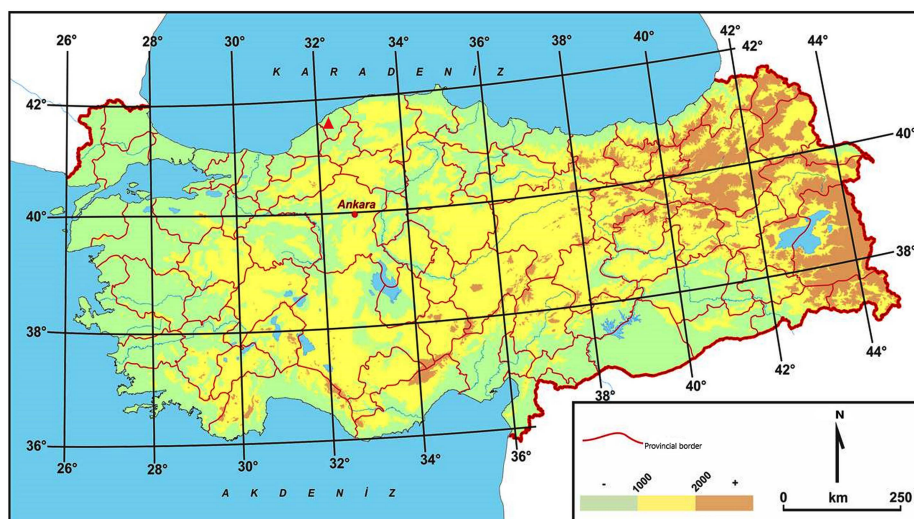 26° 28° 30° 32° 34° 36° 38° 40° 42° 44°
K A R A D E N İ Z
42°
42°
40°
40°
Ankara
38°
38°
36°
44°
42°
40°
38°
36°
26° 28° 30° 32° 34°
A K D E N İ Z
Provincial border
N
- 1000 2000 +
0 km 250